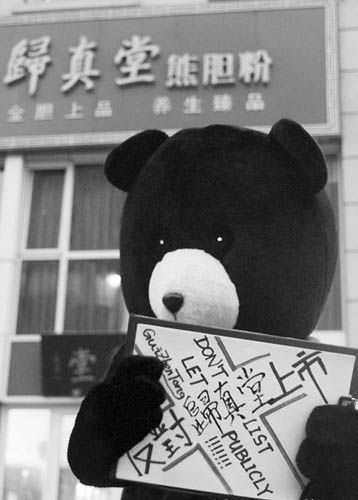 歸真堂 熊胆粉
金胆上品 养生臻品
堂
GuiZhenTang
DON'T
LET
反對
歸真堂
上市
LIST
PUBLICLY
!!!!!!